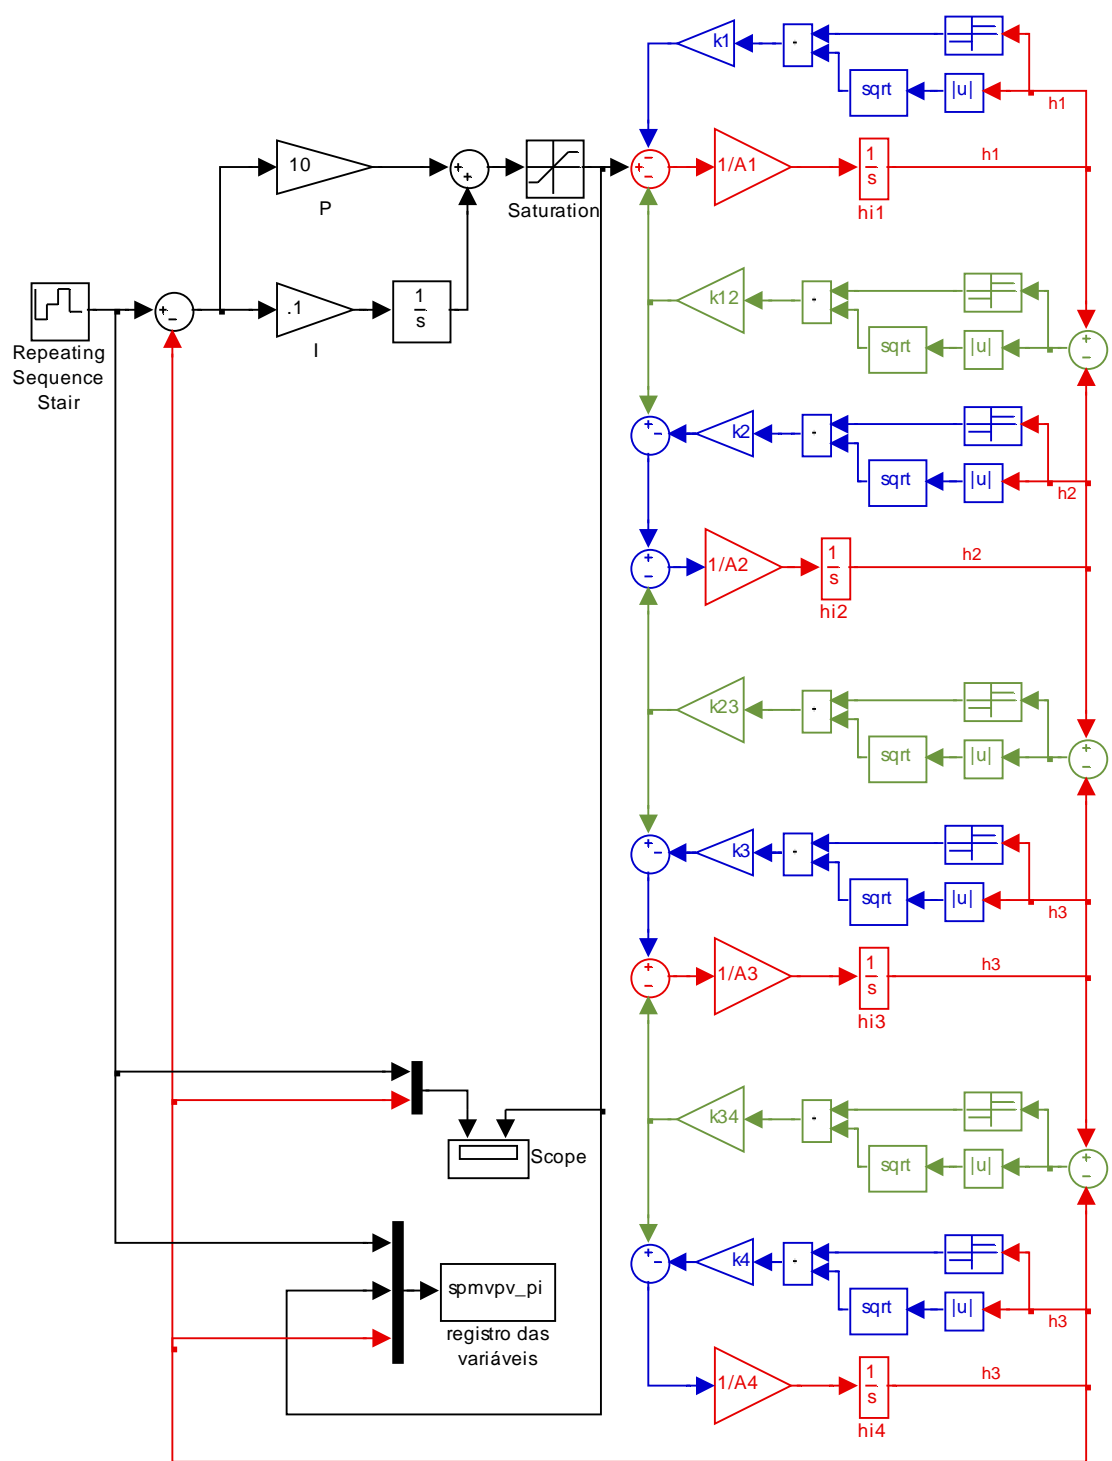 k1
-
sqrt
|u|
h1
10
P
+
+
Saturation
-
+
-
1/A1
1
s
hi1
h1
Repeating
Sequence
Stair
+
-
.1
I
1
s
k12
-
sqrt
|u|
+
-
+
-
k2
-
sqrt
|u|
h2
+
-
1/A2
1
s
hi2
h2
k23
-
sqrt
|u|
+
-
+
-
k3
-
sqrt
|u|
h3
+
-
1/A3
1
s
hi3
h3
Scope
k34
-
sqrt
|u|
+
-
spmvpv_pi
registro das
variáveis
+
-
k4
-
sqrt
|u|
h3
1/A4
1
s
hi4
h3